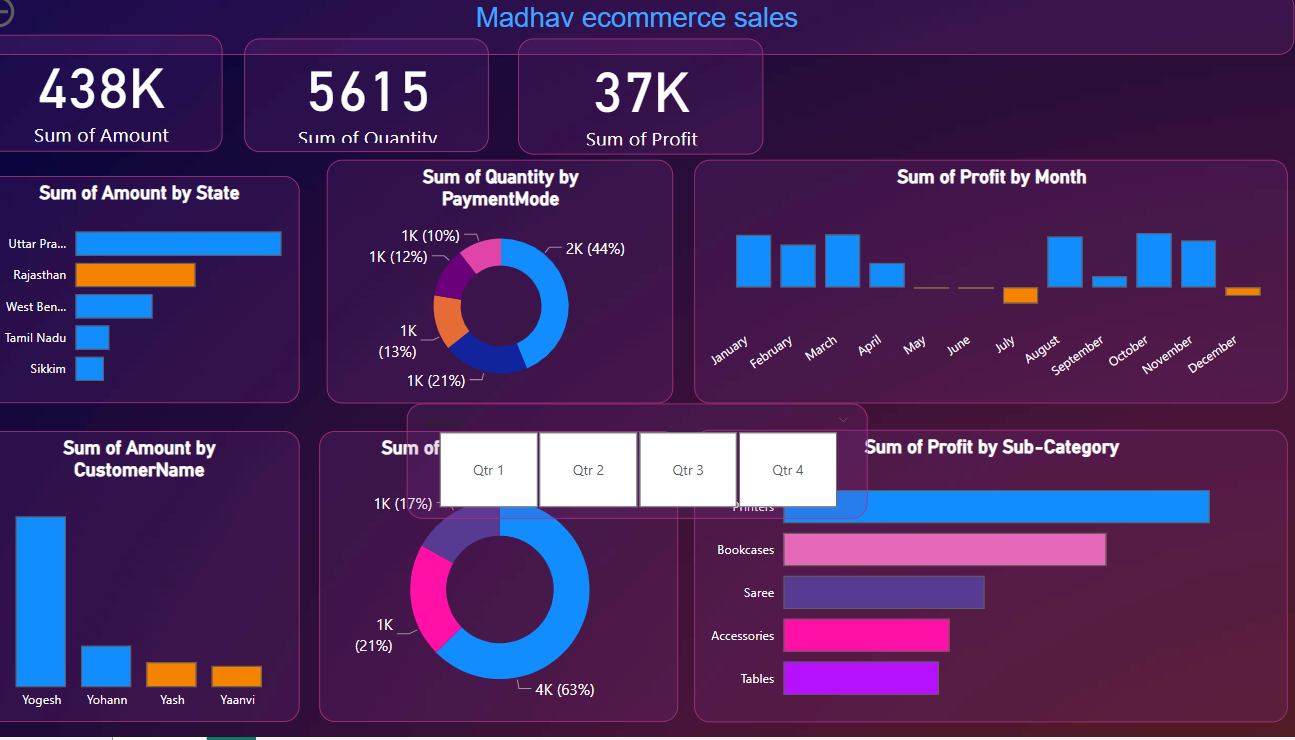 Madhav ecommerce sales
438K
Sum of Amount
5615
Sum of Quantity
37K
Sum of Profit
Sum of Amount by State
Uttar Pra...
Rajasthan
West Ben...
Tamil Nadu
Sikkim
Sum of Quantity by
PaymentMode
1K (10%)
1K (12%)
2K (44%)
1K
(13%)
1K (21%)
Sum of Profit by Month
January
February
March
April
May
June
July
August
September
October
November
December
Sum of Amount by
CustomerName
Yogesh
Yohann
Yash
Yaanvi
Sum of
Qtr 1
Qtr 2
Qtr 3
Qtr 4
1K (17%)
1K
(21%)
4K (63%)
Sum of Profit by Sub-Category
Printers
Bookcases
Saree
Accessories
Tables